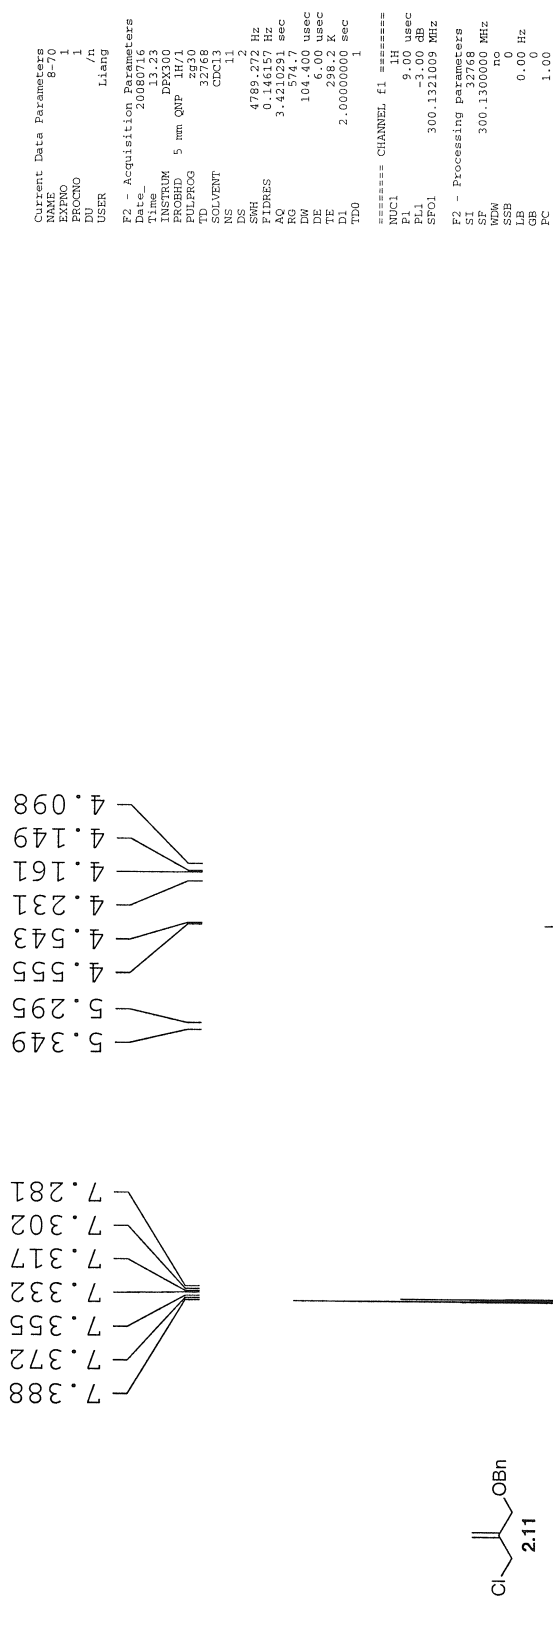 Current Data Parameters
NAME 8-70
EXPNO 1
PROCNO 1
DU /n
USER Liang
F2 - Acquisition Parameters
Date_ 20080716
Time 13.23
INSTRUM DPX300
PROBHD 5 mm QNP 1H/1
PULPROG zg30
TD 32768
SOLVENT CDCl3
NS 11
DS 2
SWH 4789.272 Hz
FIDRES 0.146157 Hz
AQ 3.4210291 sec
RG 574.7
DW 104.400 usec
DE 6.00 usec
TE 298.2 K
D1 2.00000000 sec
TD0 1
======== CHANNEL f1 ========
NUC1 1H
P1 9.00 usec
PL1 -3.00 dB
SFO1 300.1321009 MHz
F2 - Processing parameters
SI 32768
SF 300.1300000 MHz
WDW no
SSB 0
LB 0.00 Hz
GB 0
PC 1.00
4.098
4.149
4.161
4.231
4.543
4.555
5.295
5.349
7.281
7.302
7.317
7.332
7.355
7.372
7.388
Cl
OBn
2.11